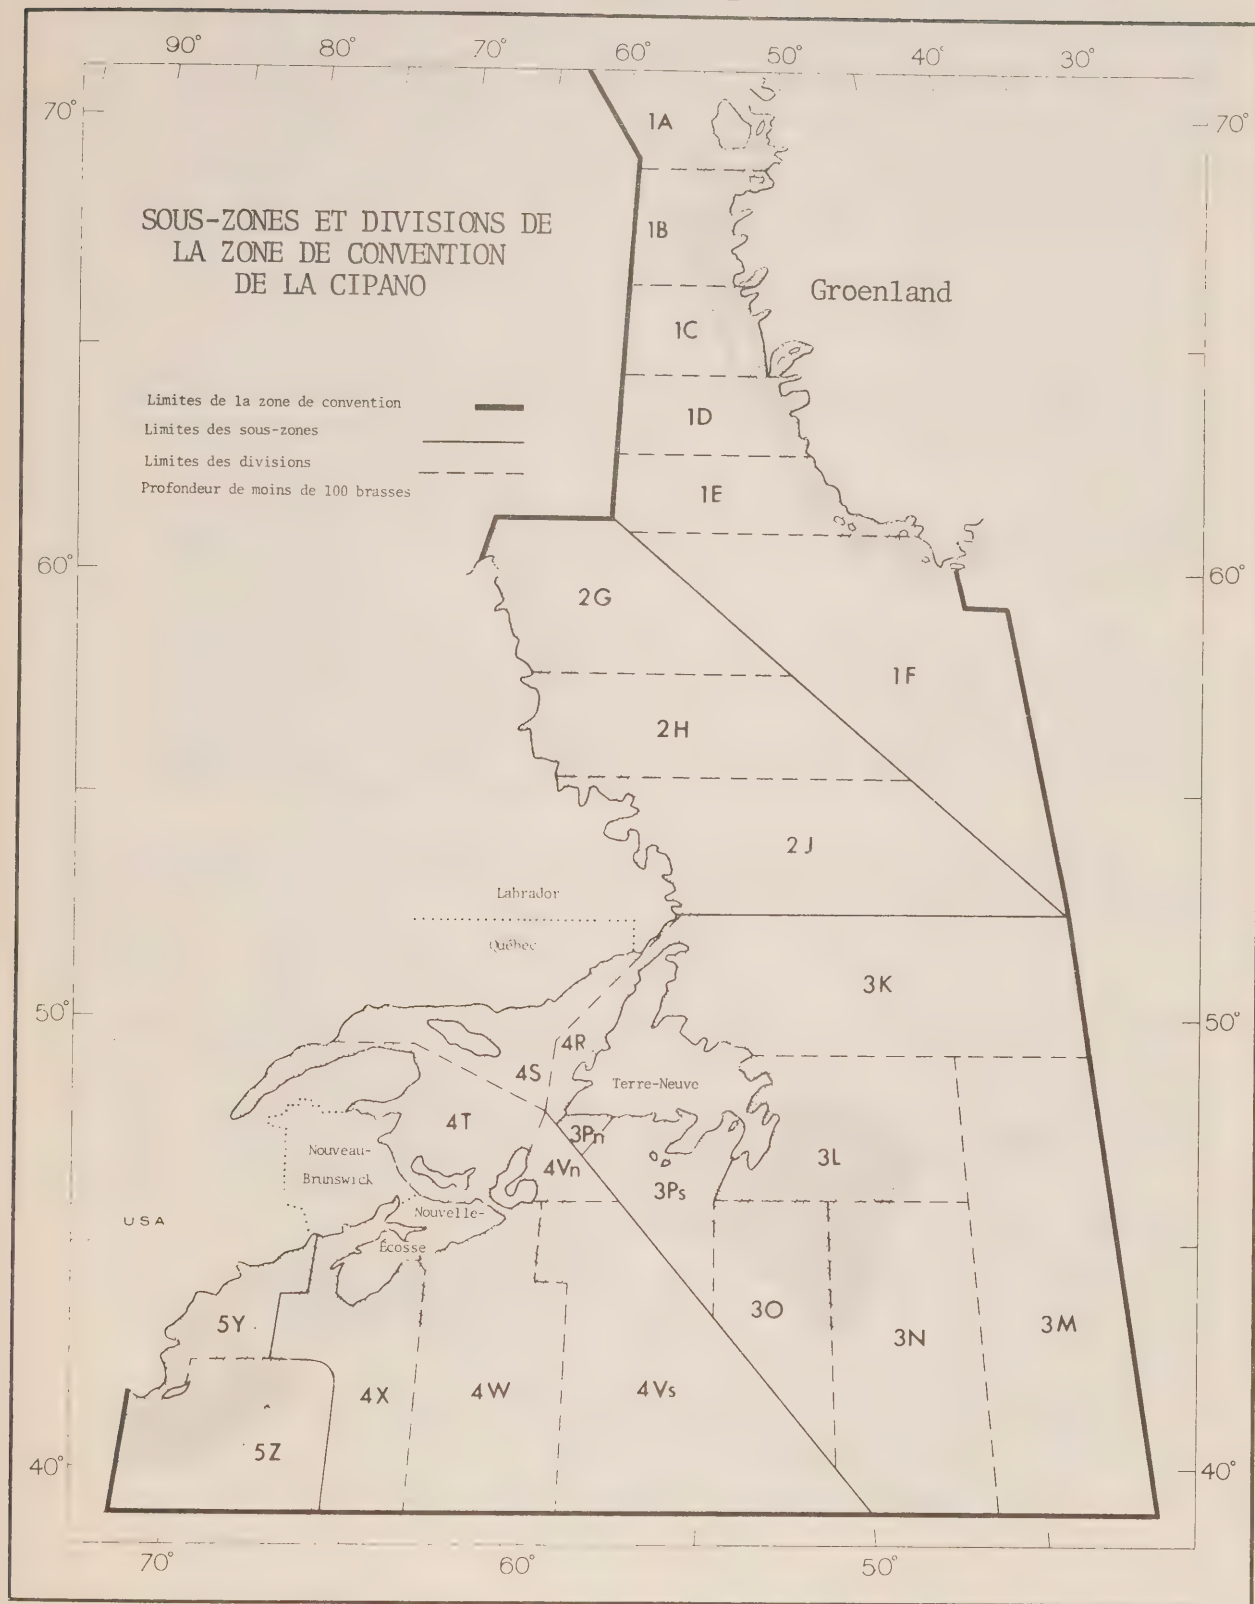 90° 80° 70° 60° 50° 40° 30°
70° 1A 70°
SOUS-ZONES ET DIVISIONS DE
LA ZONE DE CONVENTION
DE LA CIPANO
1B
Groenland
1C
Limites de la zone de convention
1D
Limites des sous-zones
Limites des divisions
Profondeur de moins de 100 brasses
1E
60° 60°
2G
1F
2H
2J
Labrador
Québec
3K
50° 50°
4R
4S
Terre-Neuve
4T
3Pn
Nouveau-
Brunswick
4Vn
3L
3Ps
USA
Nouvelle-
Écosse
5Y
3O
3N
3M
4X
4W
4Vs
5Z
40° 40°
70° 60° 50°